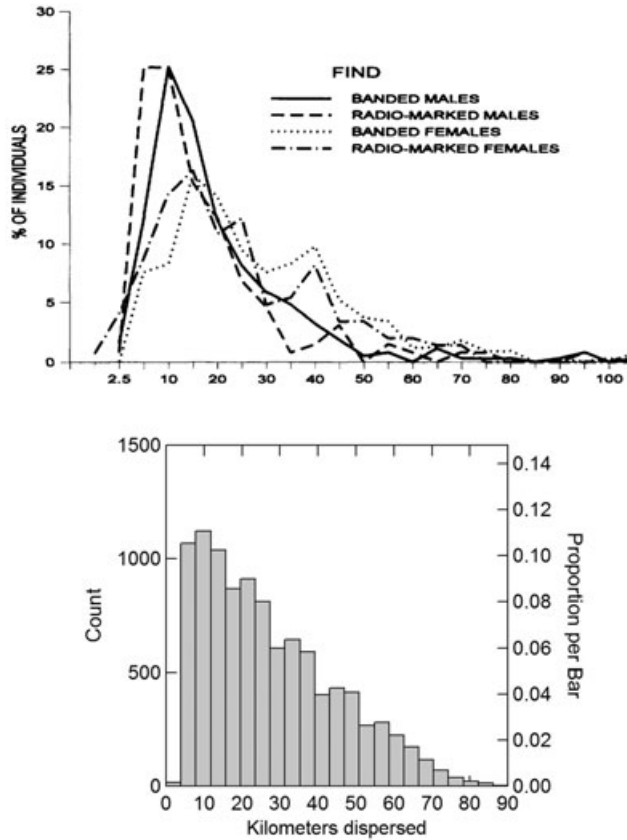 30
25
20
15
10
5
0
% OF INDIVIDUALS
FIND
BANDED MALES
RADIO-MARKED MALES
BANDED FEMALES
RADIO-MARKED FEMALES
2.5 10 20 30 40 50 60 70 80 90 100
1500
1000
500
0
Count
0.14
0.12
0.10
0.08
0.06
0.04
0.02
0.00
Proportion per Bar
0 10 20 30 40 50 60 70 80 90
Kilometers dispersed